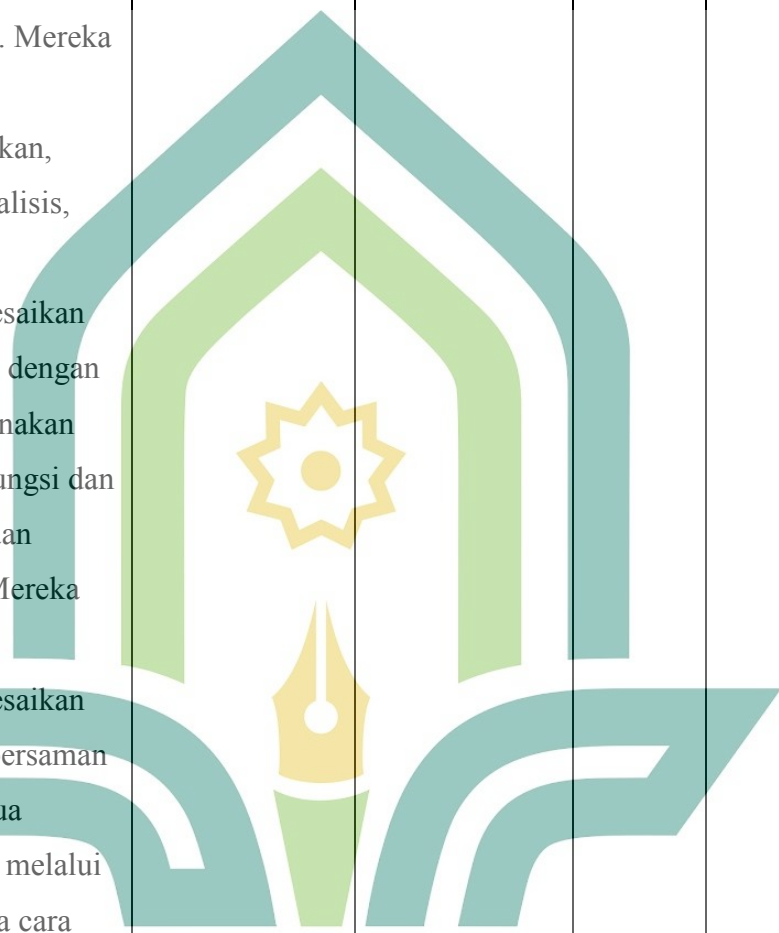 . Mereka
kan,
alisis,
esaikan
dengan
nakan
ungsi dan
an
Mereka
esaikan
ersaman
ua
melalui
a cara